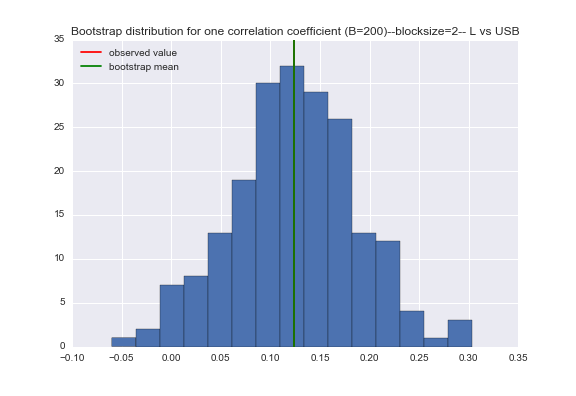 Bootstrap distribution for one correlation coefficient (B=200)--blocksize=2-- L vs USB
35
30
25
20
15
10
5
0
observed value
bootstrap mean
−0.10 −0.05 0.00 0.05 0.10 0.15 0.20 0.25 0.30 0.35